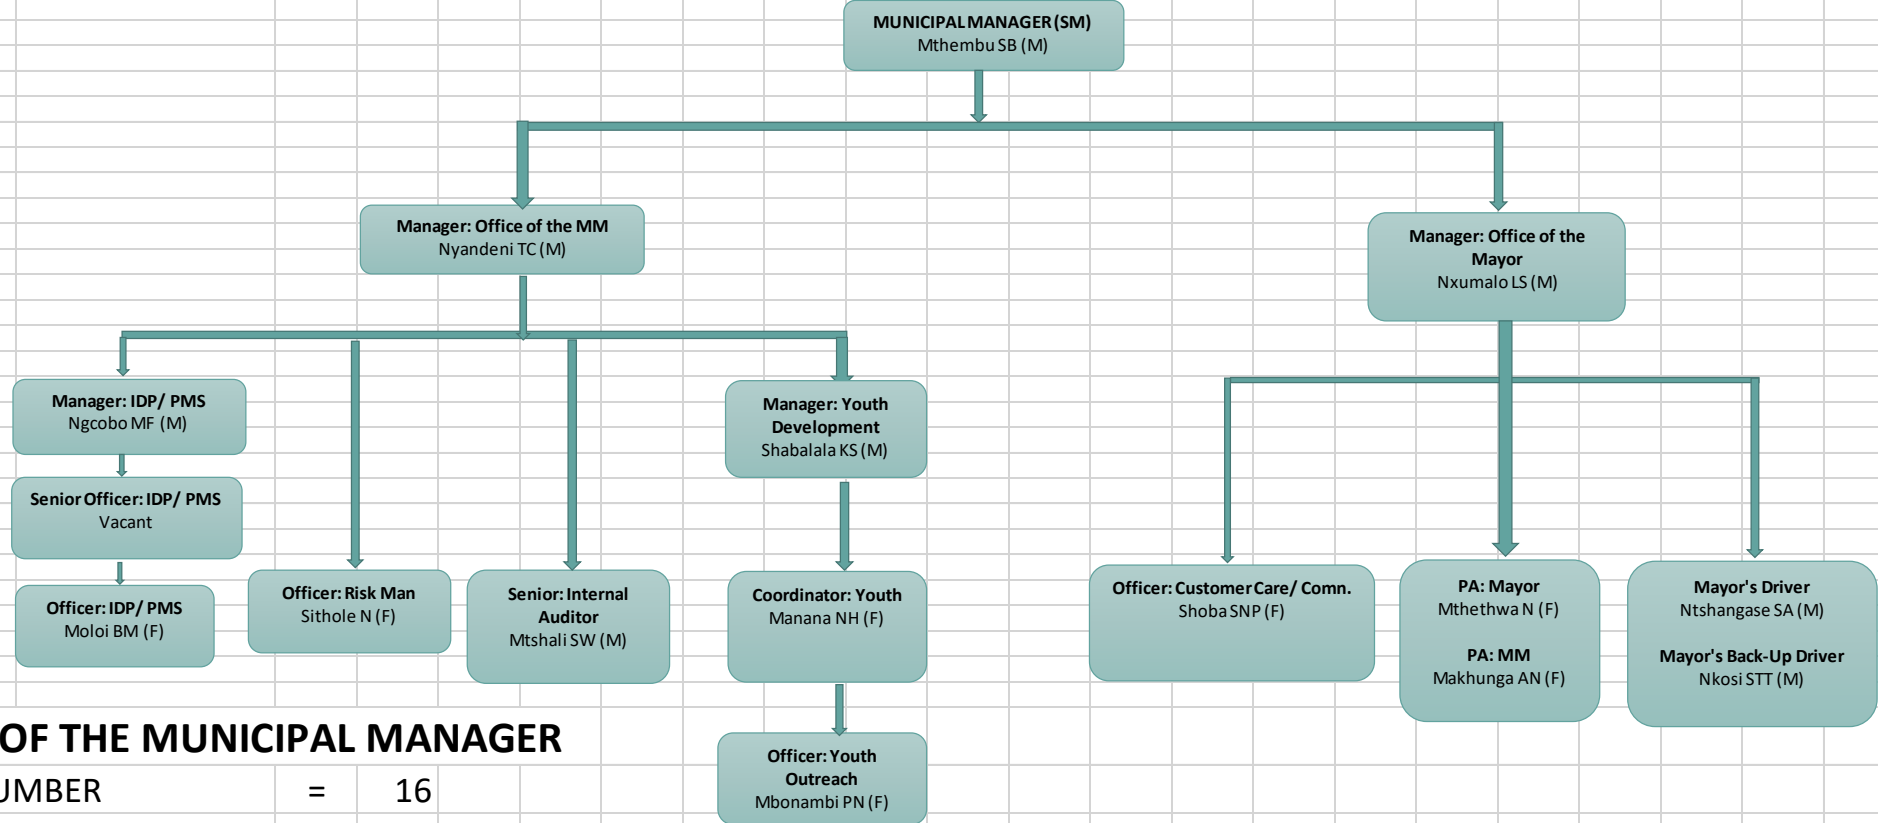 MUNICIPAL MANAGER (SM)
Mthembu SB (M)
Manager: Office of the MM
Nyandeni TC (M)
Manager: Office of the
Mayor
Nxumalo LS (M)
Manager: IDP/ PMS
Ngcobo MF (M)
Manager: Youth
Development
Shabalala KS (M)
Senior Officer: IDP/ PMS
Vacant
Officer: IDP/ PMS
Moloi BM (F)
Officer: Risk Man
Sithole N (F)
Senior: Internal
Auditor
Mtshali SW (M)
Coordinator: Youth
Manana NH (F)
Officer: Customer Care/ Comn.
Shoba SNP (F)
PA: Mayor
Mthethwa N (F)
PA: MM
Makhunga AN (F)
Mayor's Driver
Ntshangase SA (M)
Mayor's Back-Up Driver
Nkosi STT (M)
OF THE MUNICIPAL MANAGER
UMBER = 16
Officer: Youth
Outreach
Mbonambi PN (F)